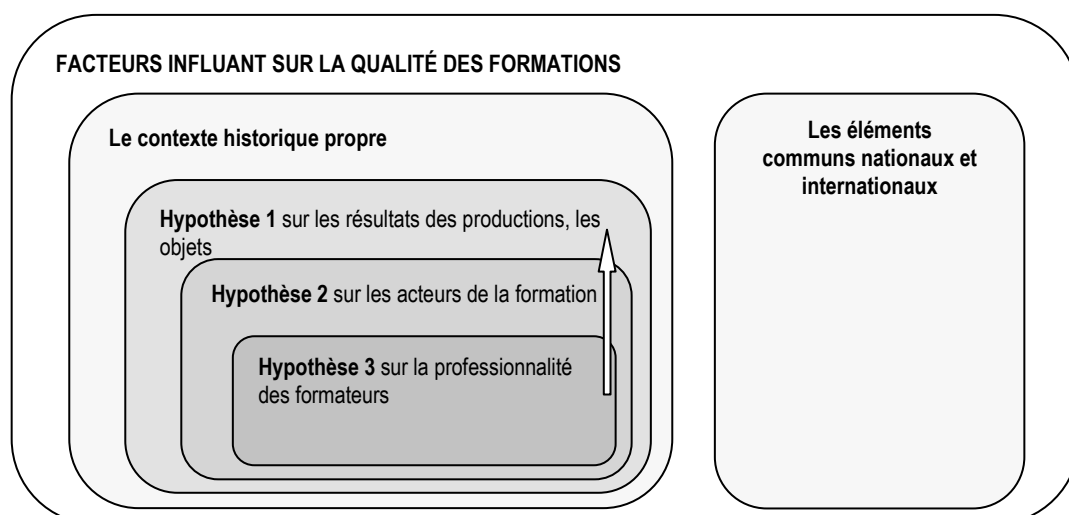 FACTEURS INFLUANT SUR LA QUALITÉ DES FORMATIONS
Le contexte historique propre
Hypothèse 1 sur les résultats des productions, les
objets
Hypothèse 2 sur les acteurs de la formation
Hypothèse 3 sur la professionnalité
des formateurs
Les éléments
communs nationaux et
internationaux